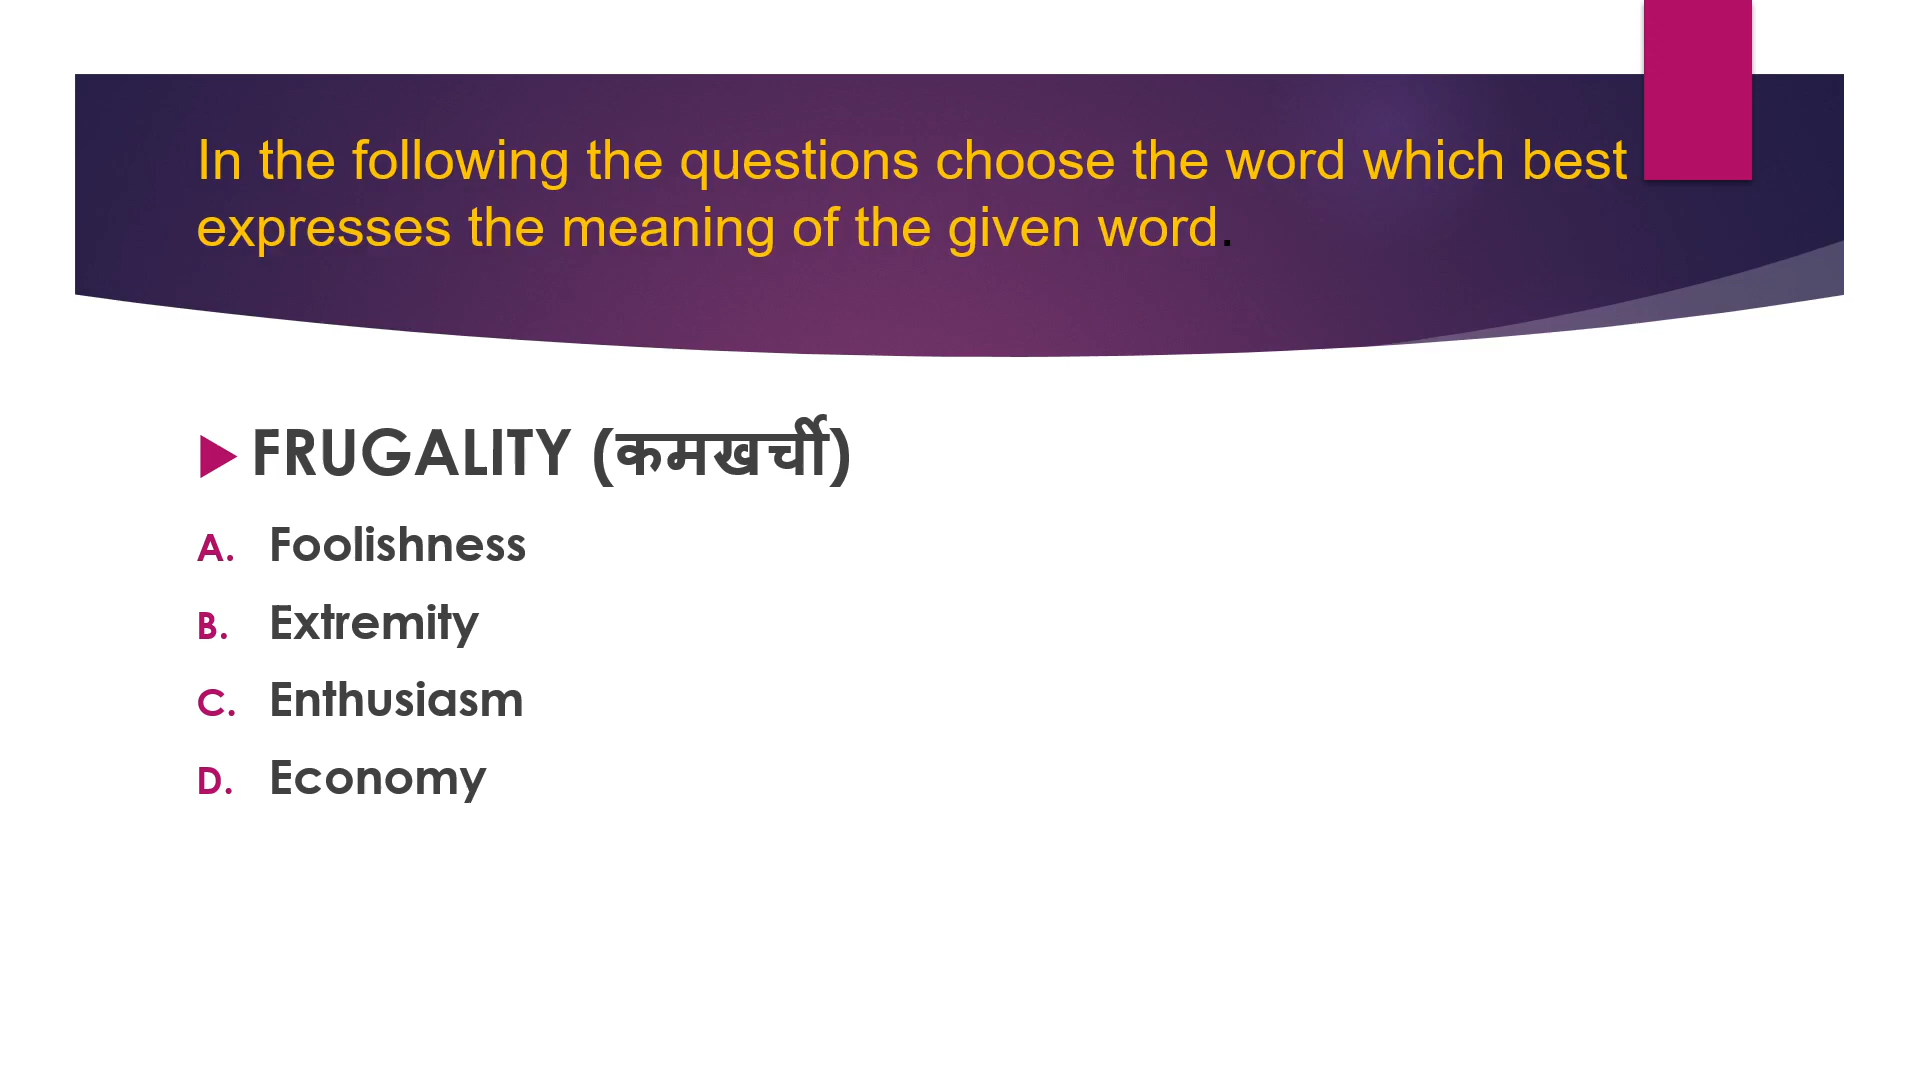 In the following the questions choose the word which best
expresses the meaning of the given word.
FRUGALITY (कमखर्ची)
A. Foolishness
B. Extremity
C. Enthusiasm
D. Economy